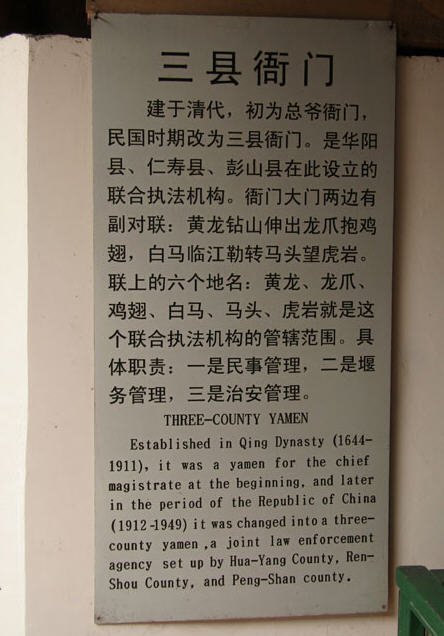 三县衙门
建于清代，初为总爷衙门，
民国时期改为三县衙门。是华阳
县、仁寿县、彭山县在此设立的
联合执法机构。衙门大门两边有
副对联：黄龙钻山伸出龙爪抱鸡
翅，白马临江勒转马头望虎岩。
联上的六个地名：黄龙、龙爪、
鸡翅、白马、马头、虎岩就是这
个联合执法机构的管辖范围。具
体职责：一是民事管理，二是堰
务管理，三是治安管理。
THREE-COUNTY YAMEN
Established in Qing Dynasty (1644-
1911), it was a yamen for the chief
magistrate at the beginning, and later
in the period of the Republic of China
(1912-1949) it was changed into a three-
county yamen ,a joint law enforcement
agency set up by Hua-Yang County, Ren-
Shou County, and Peng-Shan county.